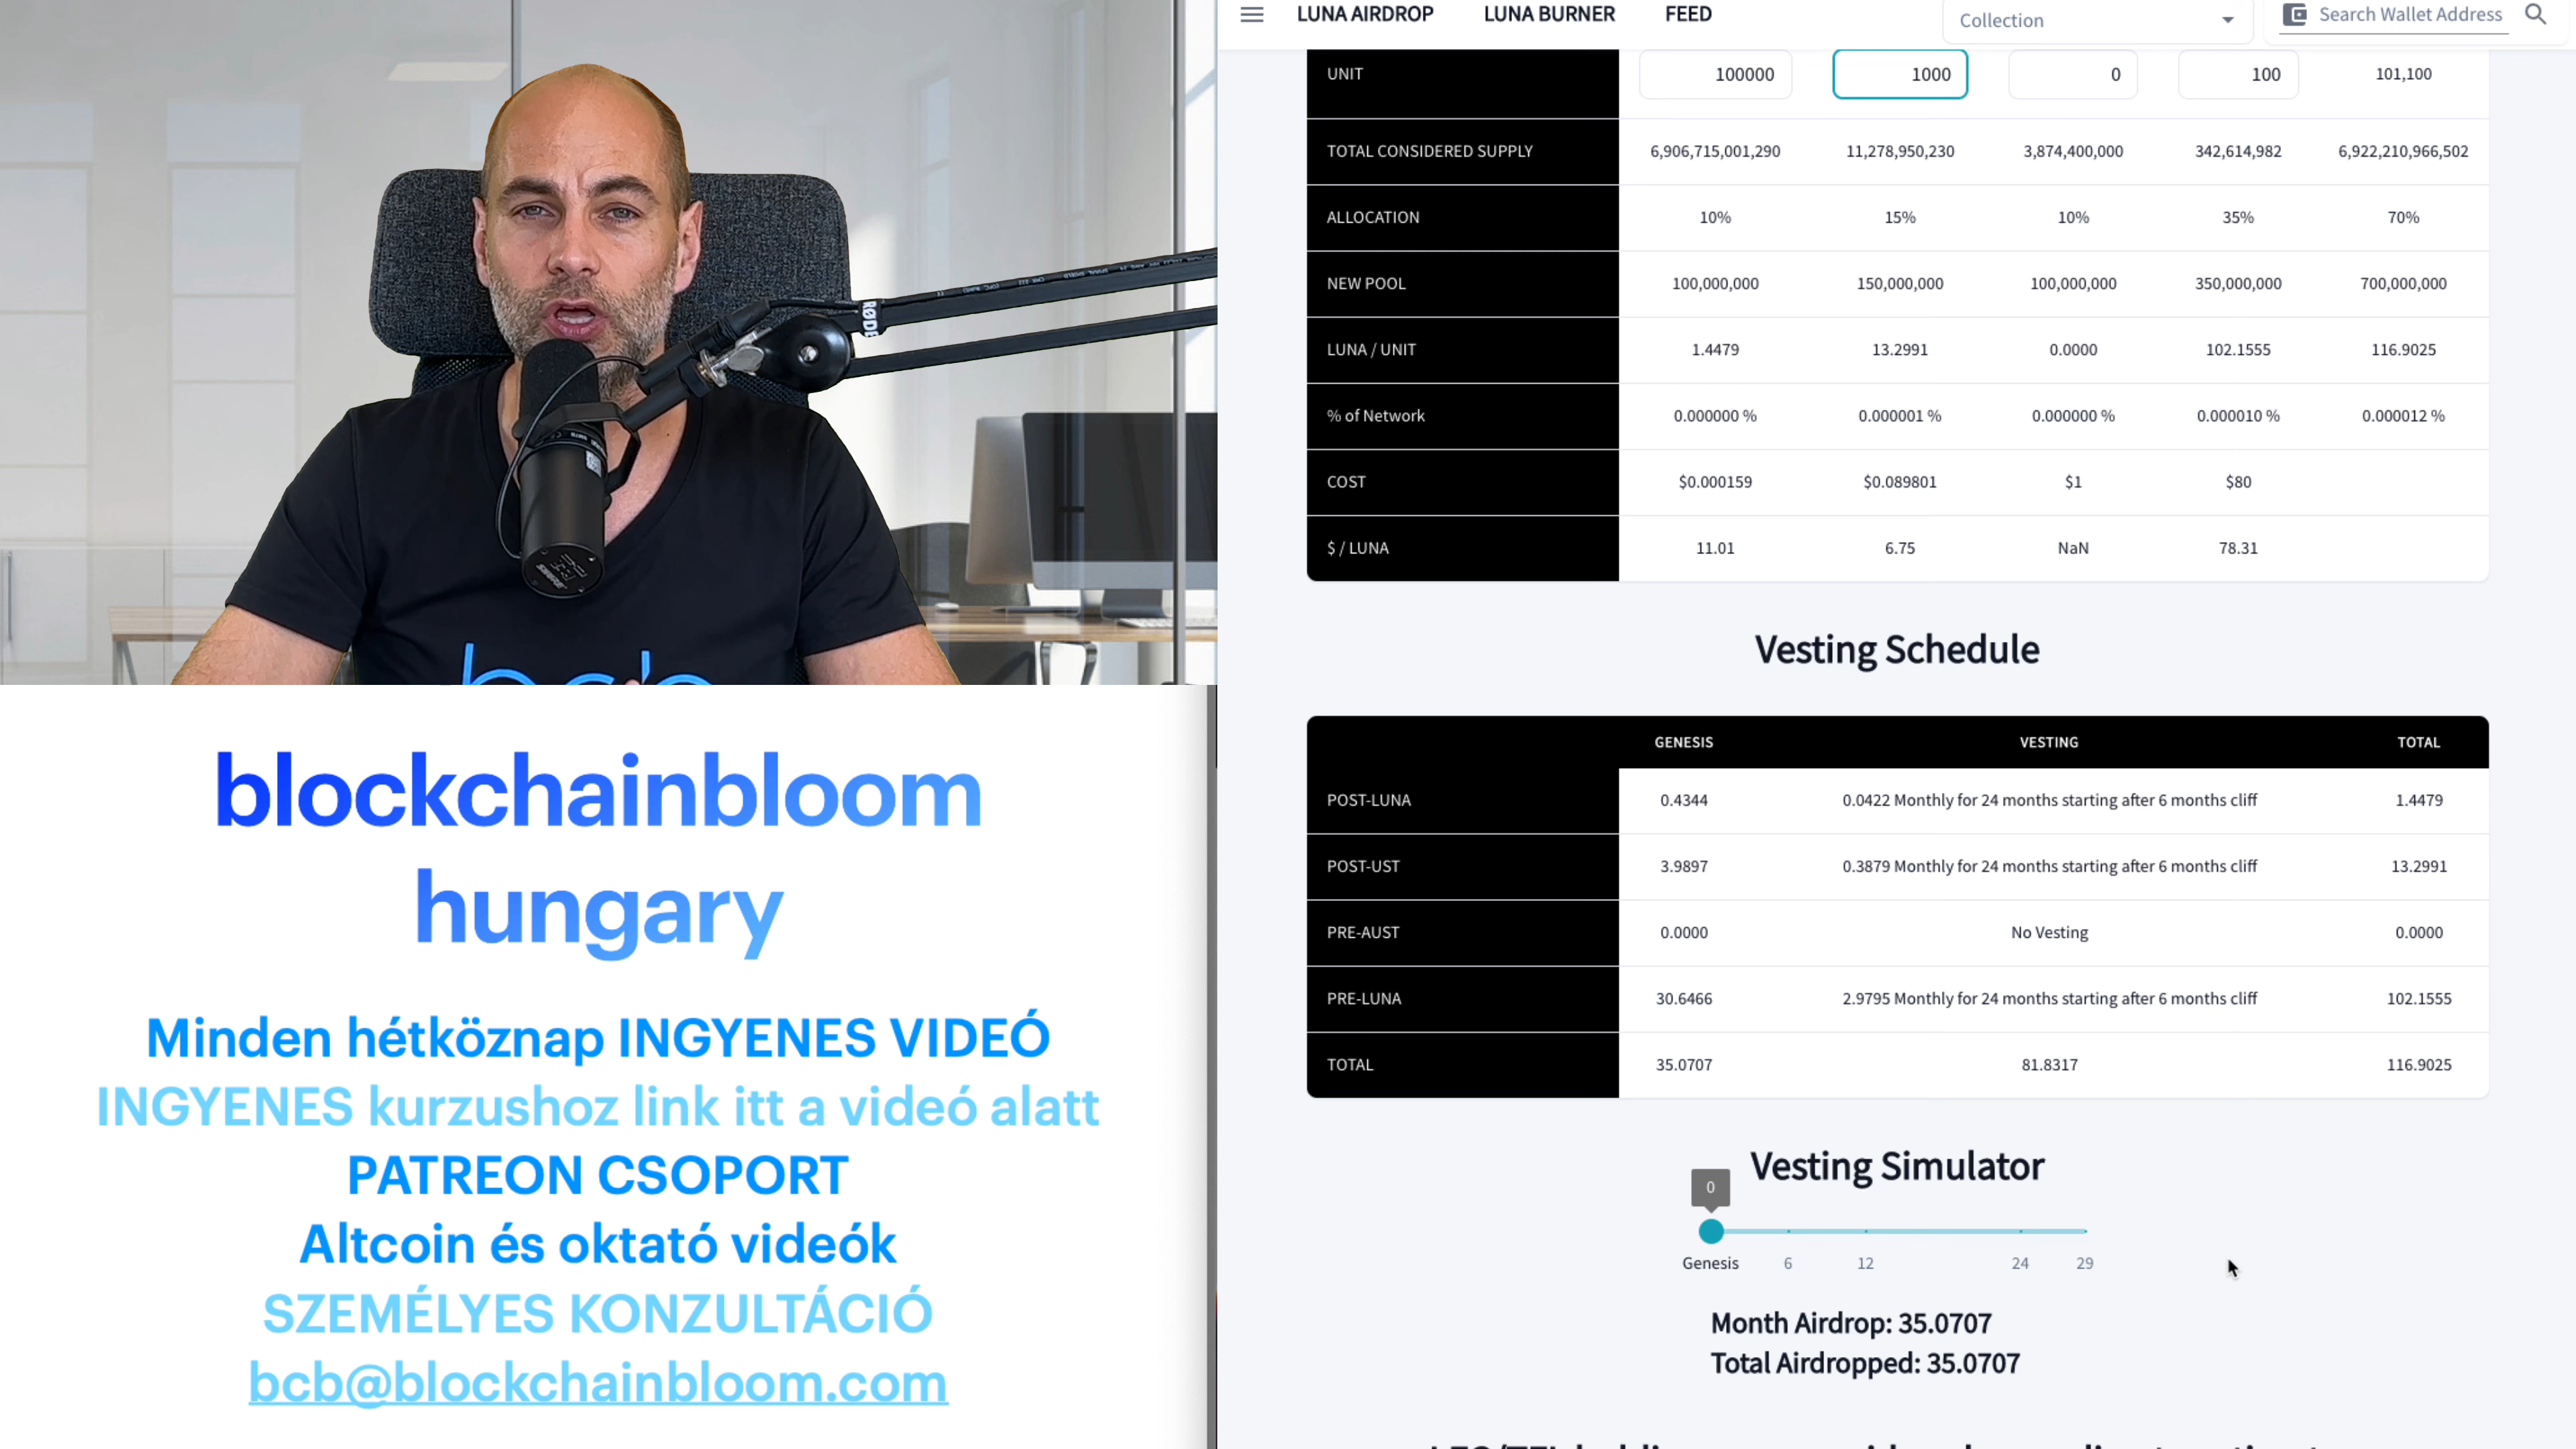 LUNA AIRDROP LUNA BURNER FEED Collection Search Wallet Address
UNIT 100000 1000 0 100 101,100
TOTAL CONSIDERED SUPPLY 6,906,715,001,290 11,278,950,230 3,874,400,000 342,614,982 6,922,210,966,502
ALLOCATION 10% 15% 10% 35% 70%
NEW POOL 100,000,000 150,000,000 100,000,000 350,000,000 700,000,000
LUNA / UNIT 1.4479 13.2991 0.0000 102.1555 116.9025
% of Network 0.000000 % 0.000001 % 0.000000 % 0.000010 % 0.000012 %
COST $0.000159 $0.089801 $1 $80
$ / LUNA 11.01 6.75 NaN 78.31
Vesting Schedule
GENESIS VESTING TOTAL
POST-LUNA 0.4344 0.0422 Monthly for 24 months starting after 6 months cliff 1.4479
POST-UST 3.9897 0.3879 Monthly for 24 months starting after 6 months cliff 13.2991
PRE-AUST 0.0000 No Vesting 0.0000
PRE-LUNA 30.6466 2.9795 Monthly for 24 months starting after 6 months cliff 102.1555
TOTAL 35.0707 81.8317 116.9025
Vesting Simulator
0
Genesis 6 12 24 29
Month Airdrop: 35.0707
Total Airdropped: 35.0707
RØDE
blockchainbloom
hungary
Minden hétköznap INGYENES VIDEÓ
INGYENES kurzushoz link itt a videó alatt
PATREON CSOPORT
Altcoin és oktató videók
SZEMÉLYES KONZULTÁCIÓ
bcb@blockchainbloom.com